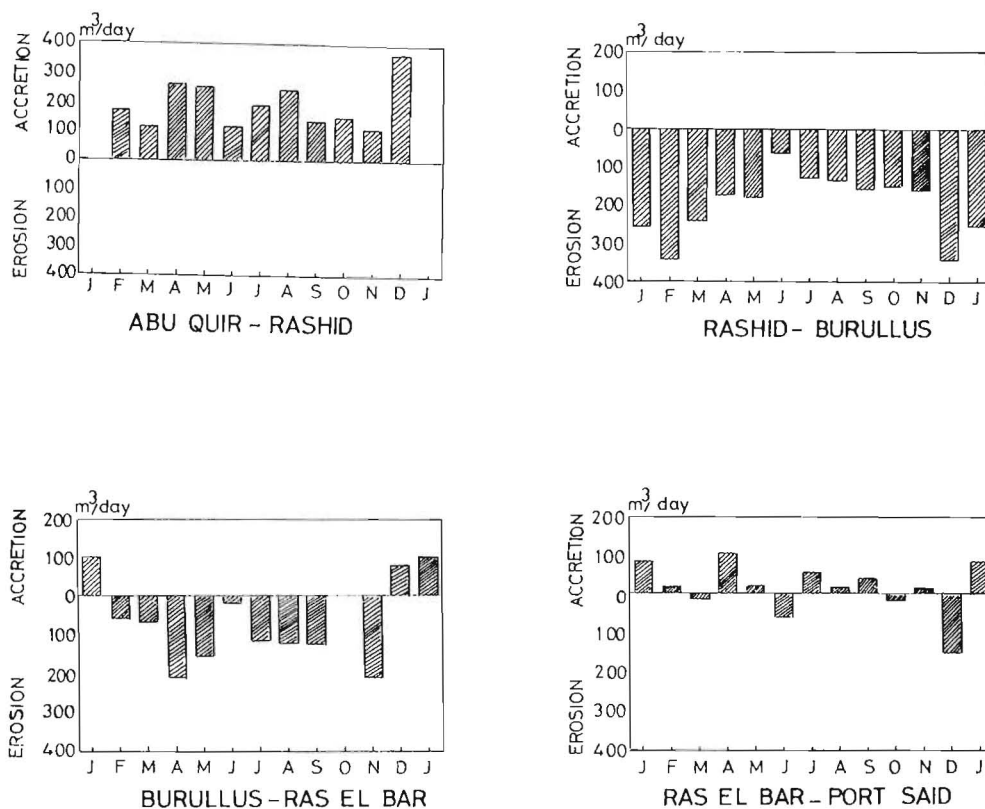 m³/day
400
300
200
100
0
100
200
300
400
ACCRETION
EROSION
J F M A M J J A S O N D J
ABU QUIR - RASHID
m³/day
200
100
0
100
200
300
400
ACCRETION
EROSION
J F M A M J J A S O N D J
RASHID - BURULLUS
m³/day
200
100
0
100
200
300
400
ACCRETION
EROSION
J F M A M J J A S O N D J
BURULLUS - RAS EL BAR
m³/day
200
100
0
100
200
300
400
ACCRETION
EROSION
J F M A M J J A S O N D J
RAS EL BAR - PORT SAID